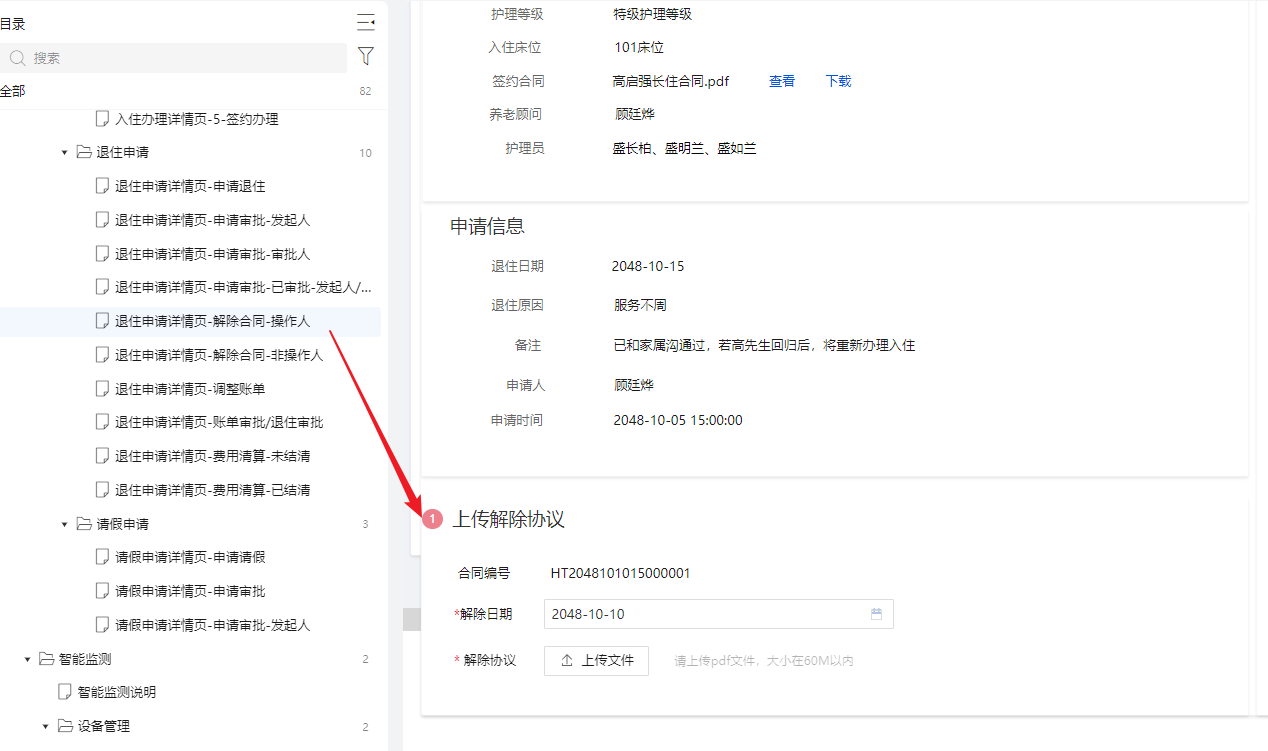 目录
搜索
全部 82
入住办理详情页-5-签约办理
退住申请 10
退住申请详情页-申请退住
退住申请详情页-申请审批-发起人
退住申请详情页-申请审批-审批人
退住申请详情页-申请审批-已审批-发起人/...
退住申请详情页-解除合同-操作人
退住申请详情页-解除合同-非操作人
退住申请详情页-调整账单
退住申请详情页-账单审批/退住审批
退住申请详情页-费用清算-未结清
退住申请详情页-费用清算-已结清
请假申请 3
请假申请详情页-申请请假
请假申请详情页-申请审批
请假申请详情页-申请审批-发起人
智能监测 2
智能监测说明
设备管理 2
护理等级 特级护理等级
入住床位 101床位
签约合同 高启强长住合同.pdf 查看 下载
养老顾问 顾廷烨
护理员 盛长柏、盛明兰、盛如兰
申请信息
退住日期 2048-10-15
退住原因 服务不周
备注 已和家属沟通过，若高先生回归后，将重新办理入住
申请人 顾廷烨
申请时间 2048-10-05 15:00:00
1 上传解除协议
合同编号 HT2048101015000001
*解除日期 2048-10-10
* 解除协议 上传文件 请上传pdf文件，大小在60M以内